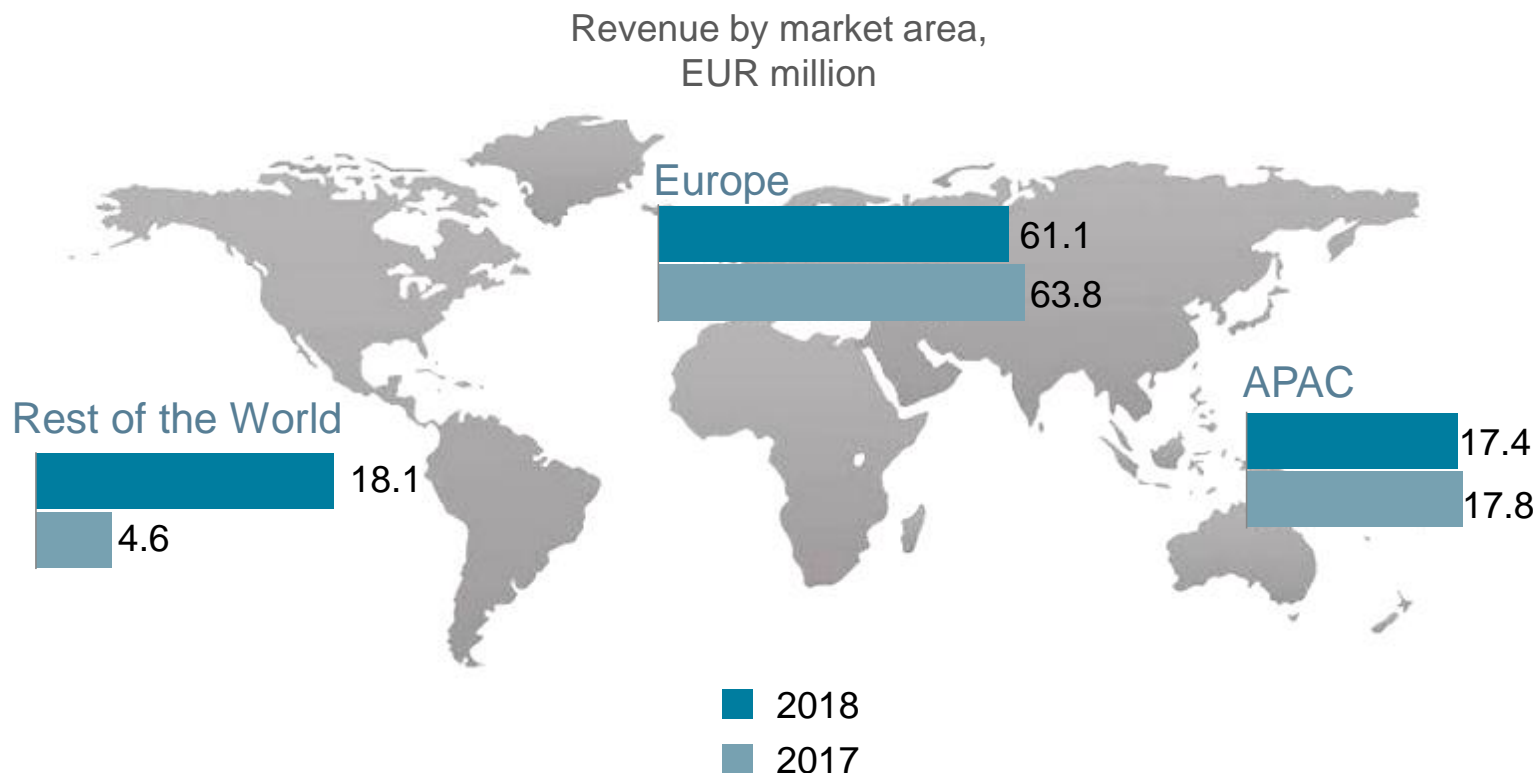 Revenue by market area,
EUR million
Europe
61.1
63.8
APAC
17.4
17.8
Rest of the World
18.1
4.6
2018
2017